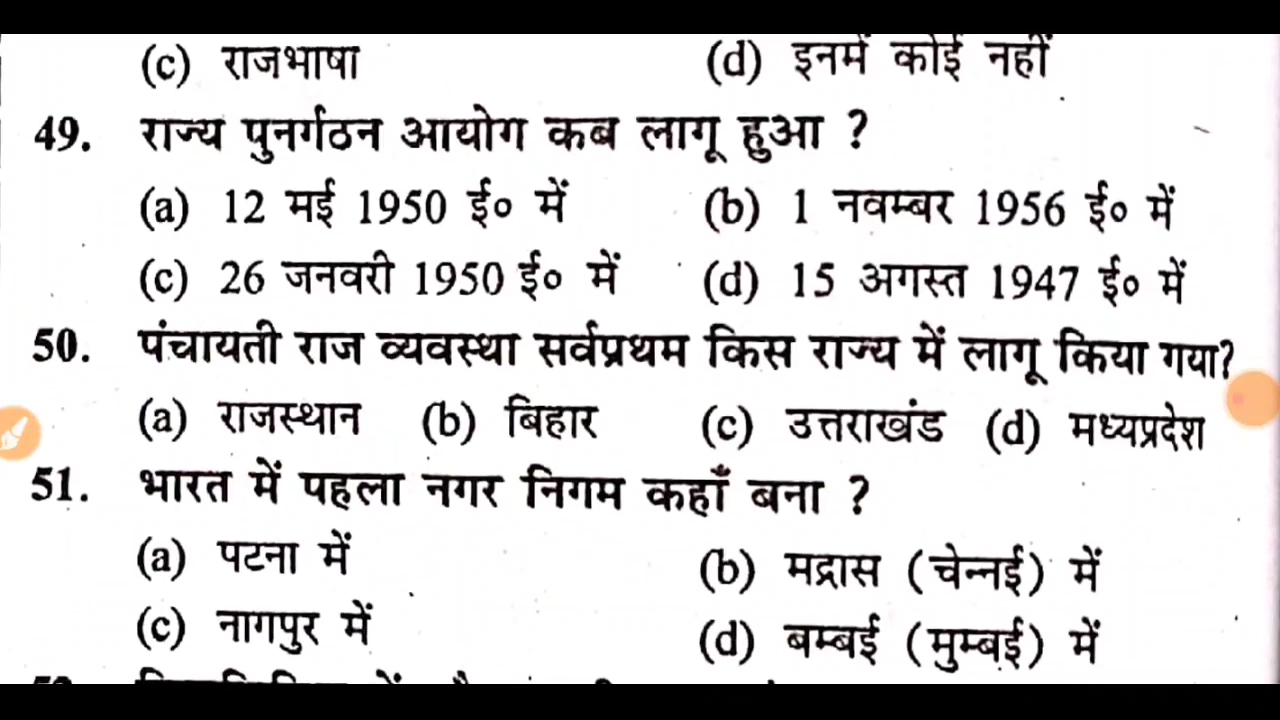 (c) राजभाषा (d) इनमें कोई नहीं
49. राज्य पुनर्गठन आयोग कब लागू हुआ ?
(a) 12 मई 1950 ई० में (b) 1 नवम्बर 1956 ई० में
(c) 26 जनवरी 1950 ई० में (d) 15 अगस्त 1947 ई० में
50. पंचायती राज व्यवस्था सर्वप्रथम किस राज्य में लागू किया गया?
(a) राजस्थान (b) बिहार (c) उत्तराखंड (d) मध्यप्रदेश
51. भारत में पहला नगर निगम कहाँ बना ?
(a) पटना में (b) मद्रास (चेन्नई) में
(c) नागपुर में (d) बम्बई (मुम्बई) में